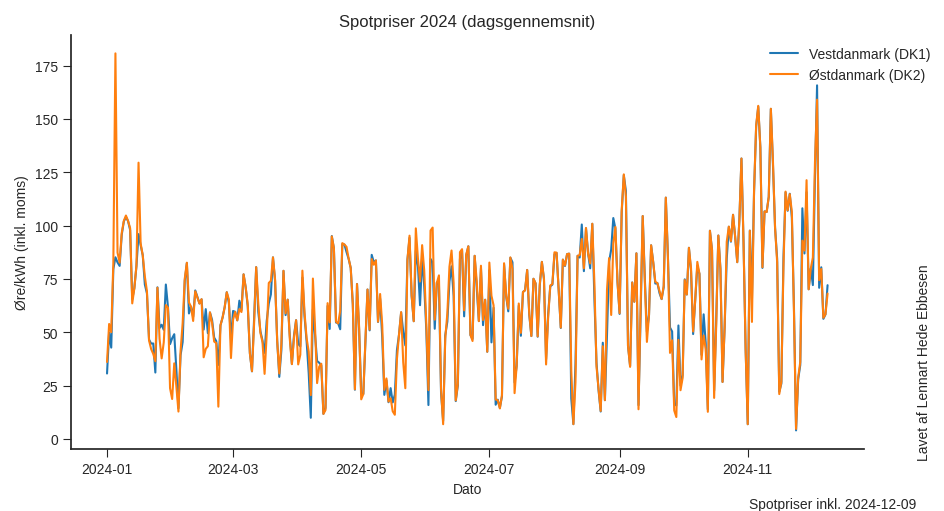 Spotpriser 2024 (dagsgennemsnit)
Vestdanmark (DK1)
Østdanmark (DK2)
Øre/kWh (inkl. moms)
175
150
125
100
75
50
25
0
2024-01
2024-03
2024-05
2024-07
2024-09
2024-11
Dato
Lavet af Lennart Hede Ebbesen
Spotpriser inkl. 2024-12-09